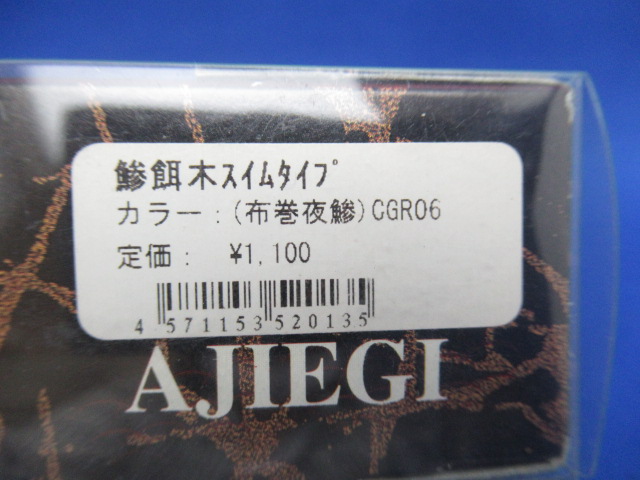 鯵餌木ｽｲﾑﾀｲﾌﾟ
カラー：(布巻夜鯵)CGR06
定価： ¥1,100
4 571153 520135
AJIEGI